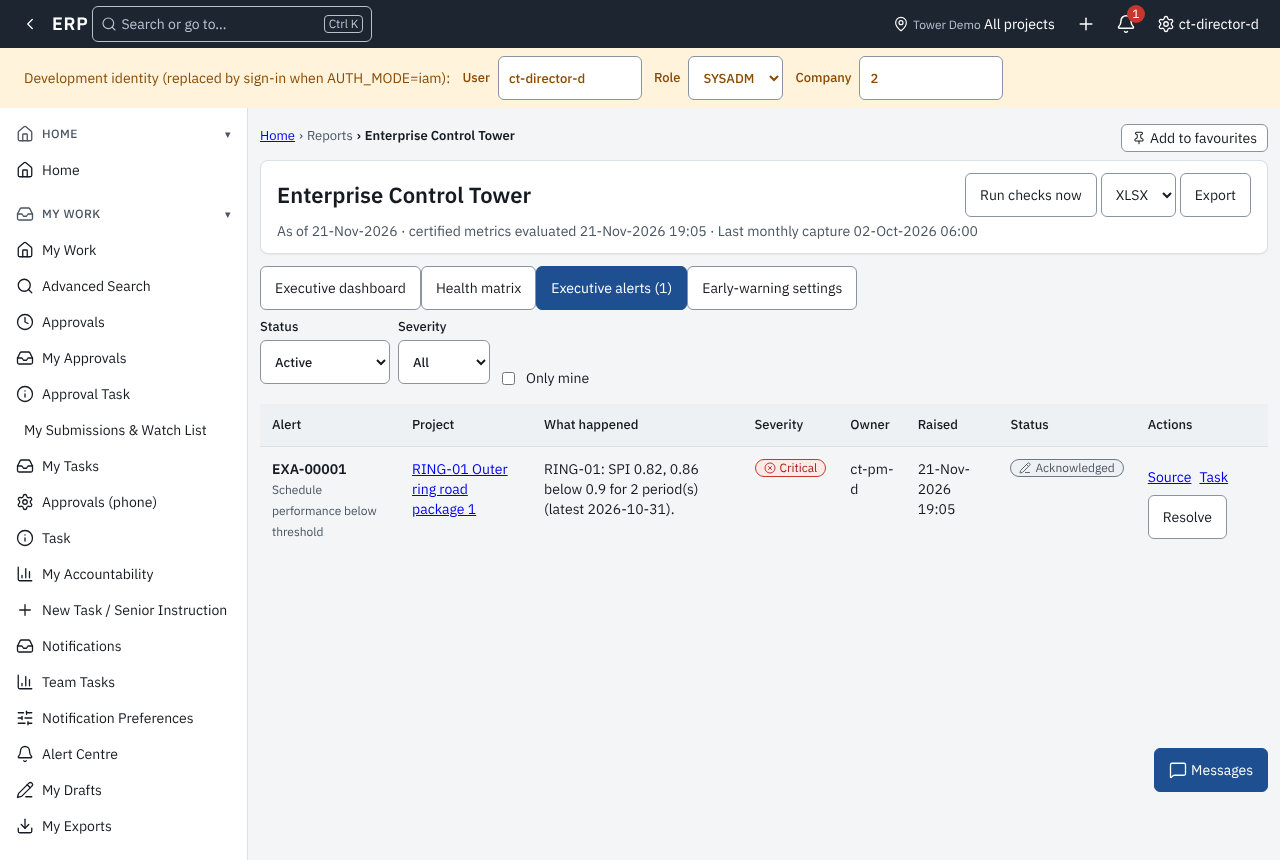 ERP
Search or go to...
Ctrl K
Tower Demo All projects
1
ct-director-d
Development identity (replaced by sign-in when AUTH_MODE=iam):
User
ct-director-d
Role
SYSADM
Company
2
HOME
Home
MY WORK
My Work
Advanced Search
Approvals
My Approvals
Approval Task
My Submissions & Watch List
My Tasks
Approvals (phone)
Task
My Accountability
New Task / Senior Instruction
Notifications
Team Tasks
Notification Preferences
Alert Centre
My Drafts
My Exports
Home › Reports › Enterprise Control Tower
Add to favourites
Enterprise Control Tower
Run checks now
XLSX
Export
As of 21-Nov-2026 · certified metrics evaluated 21-Nov-2026 19:05 · Last monthly capture 02-Oct-2026 06:00
Executive dashboard
Health matrix
Executive alerts (1)
Early-warning settings
Status
Severity
Active
All
Only mine
Alert
Project
What happened
Severity
Owner
Raised
Status
Actions
EXA-00001
Schedule
performance below
threshold
RING-01 Outer
ring road
package 1
RING-01: SPI 0.82, 0.86
below 0.9 for 2 period(s)
(latest 2026-10-31).
Critical
ct-pm-
d
21-Nov-
2026
19:05
Acknowledged
Source Task
Resolve
Messages